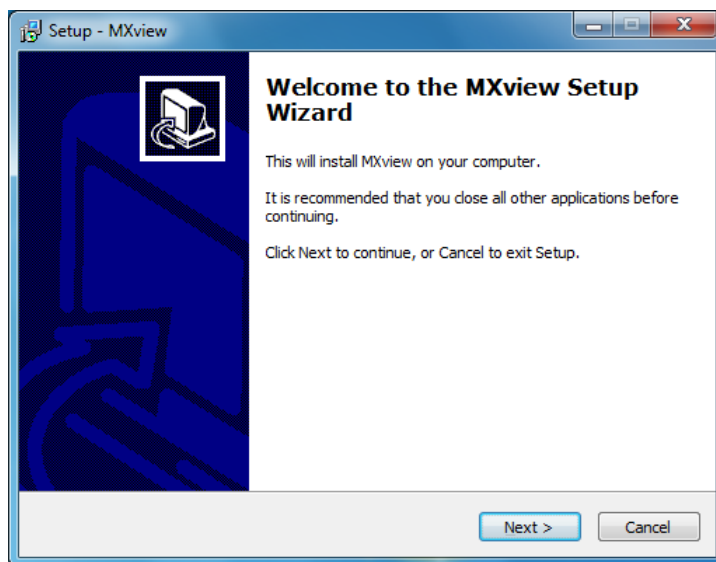 Setup - MXview
Welcome to the MXview Setup
Wizard
This will install MXview on your computer.
It is recommended that you close all other applications before
continuing.
Click Next to continue, or Cancel to exit Setup.
Next >
Cancel